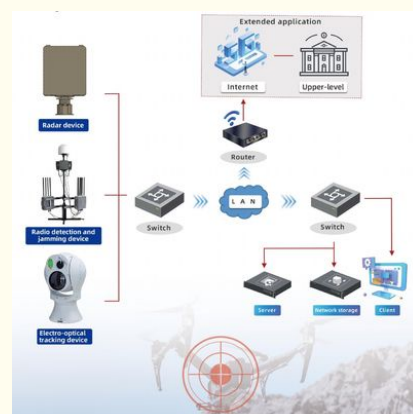 Extended application
Internet
Upper-level
Radar device
Router
Radio detection and
jamming device
Switch
LAN
Switch
Electro-optical
tracking device
Server
Network storage
Client